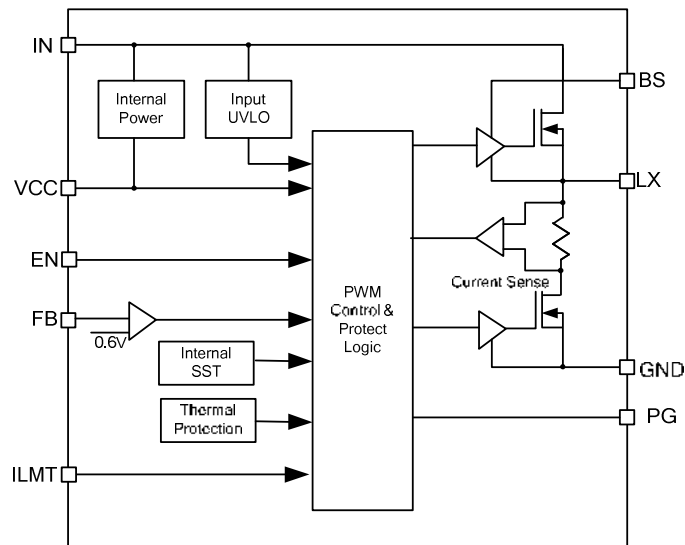 IN
BS
Internal
Power
Input
UVLO
VCC
LX
EN
Current Sense
PWM
Control &
Protect
Logic
FB
0.6V
Internal
SST
GND
Thermal
Protection
PG
ILMT